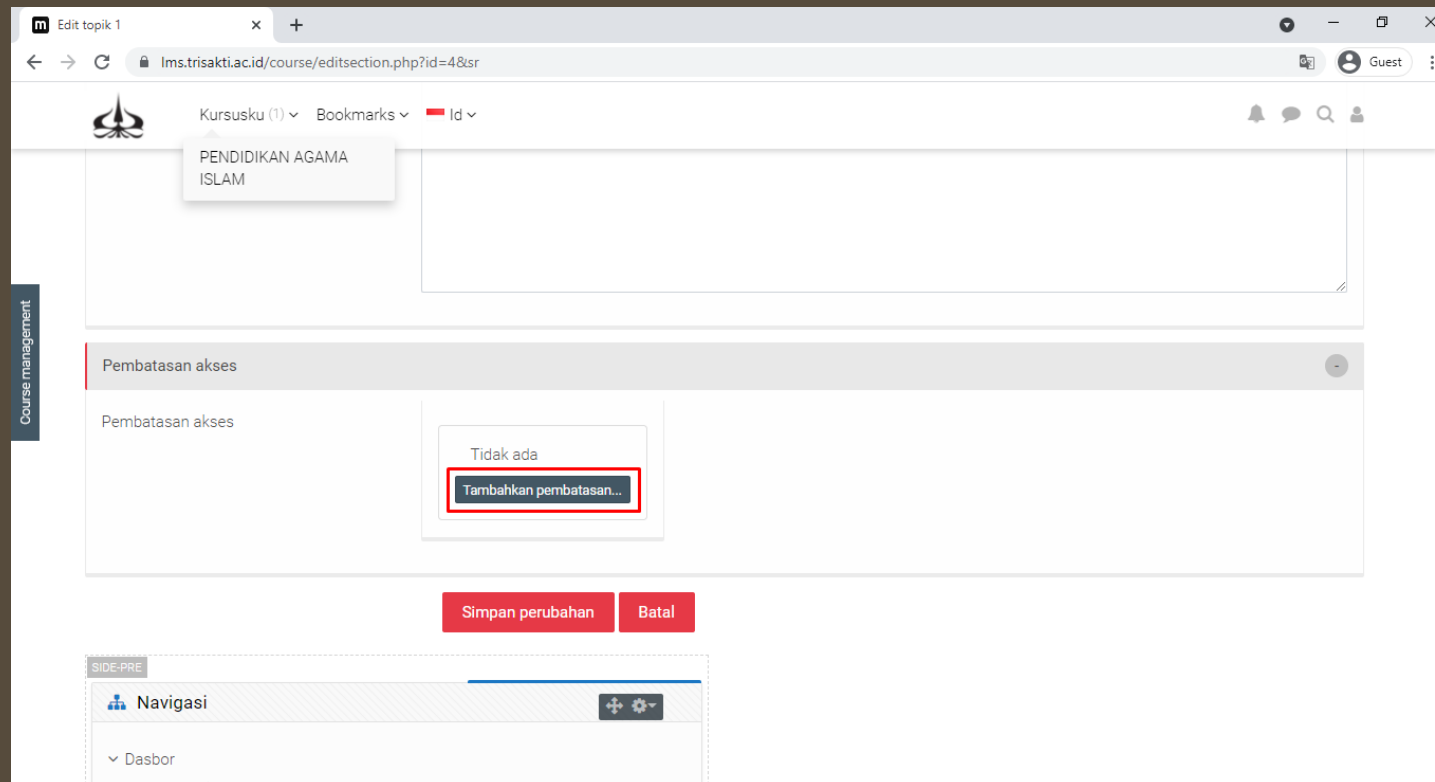 m Edit topik 1
lms.trisakti.ac.id/course/editsection.php?id=4&sr
Guest
Kursusku (1) Bookmarks Id
PENDIDIKAN AGAMA
ISLAM
Course management
Pembatasan akses
-
Pembatasan akses
Tidak ada
Tambahkan pembatasan...
Simpan perubahan Batal
SIDE-PRE
Navigasi
Dasbor